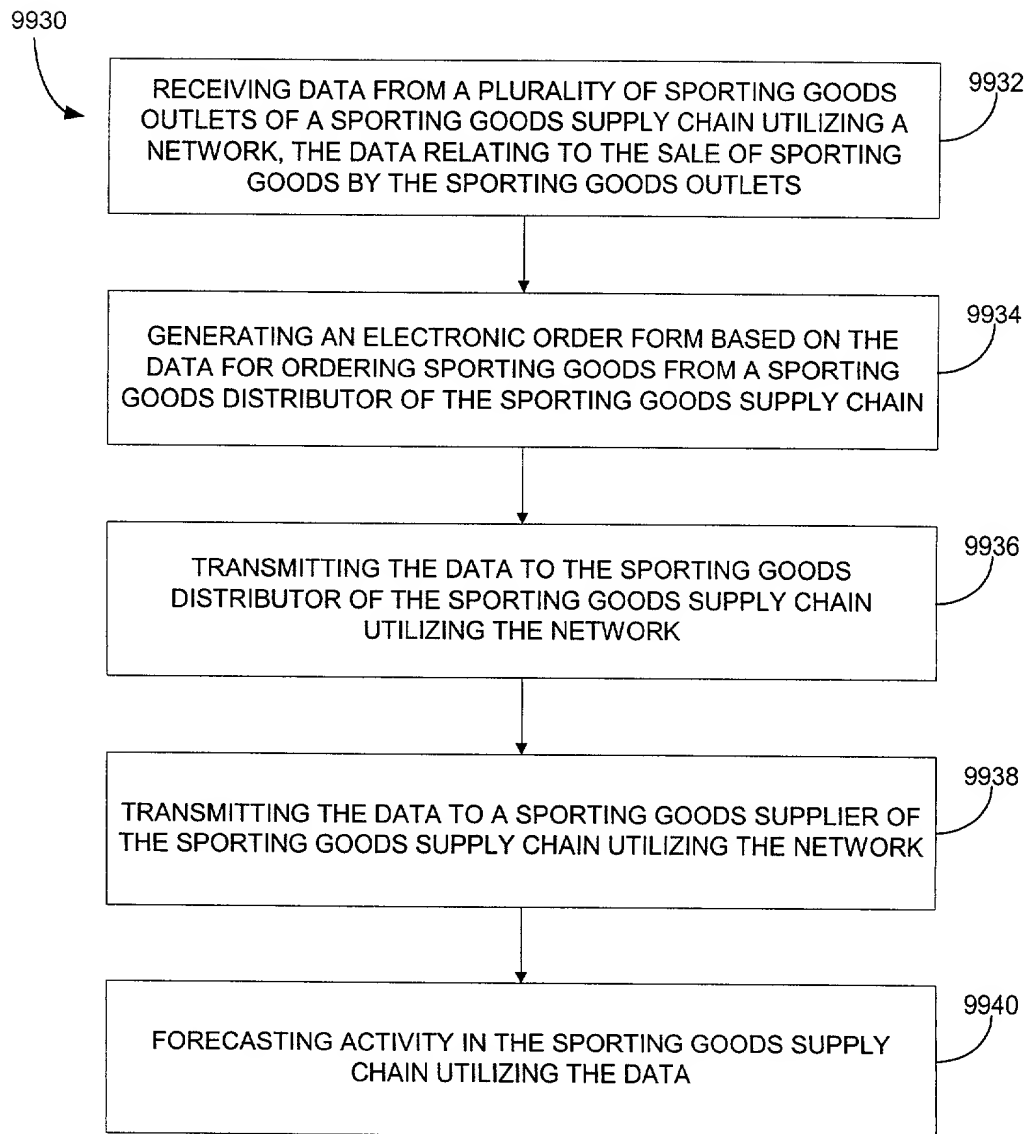 9930
RECEIVING DATA FROM A PLURALITY OF SPORTING GOODS
OUTLETS OF A SPORTING GOODS SUPPLY CHAIN UTILIZING A
NETWORK, THE DATA RELATING TO THE SALE OF SPORTING
GOODS BY THE SPORTING GOODS OUTLETS
9932
GENERATING AN ELECTRONIC ORDER FORM BASED ON THE
DATA FOR ORDERING SPORTING GOODS FROM A SPORTING
GOODS DISTRIBUTOR OF THE SPORTING GOODS SUPPLY CHAIN
9934
TRANSMITTING THE DATA TO THE SPORTING GOODS
DISTRIBUTOR OF THE SPORTING GOODS SUPPLY CHAIN
UTILIZING THE NETWORK
9936
TRANSMITTING THE DATA TO A SPORTING GOODS SUPPLIER OF
THE SPORTING GOODS SUPPLY CHAIN UTILIZING THE NETWORK
9938
FORECASTING ACTIVITY IN THE SPORTING GOODS SUPPLY
CHAIN UTILIZING THE DATA
9940